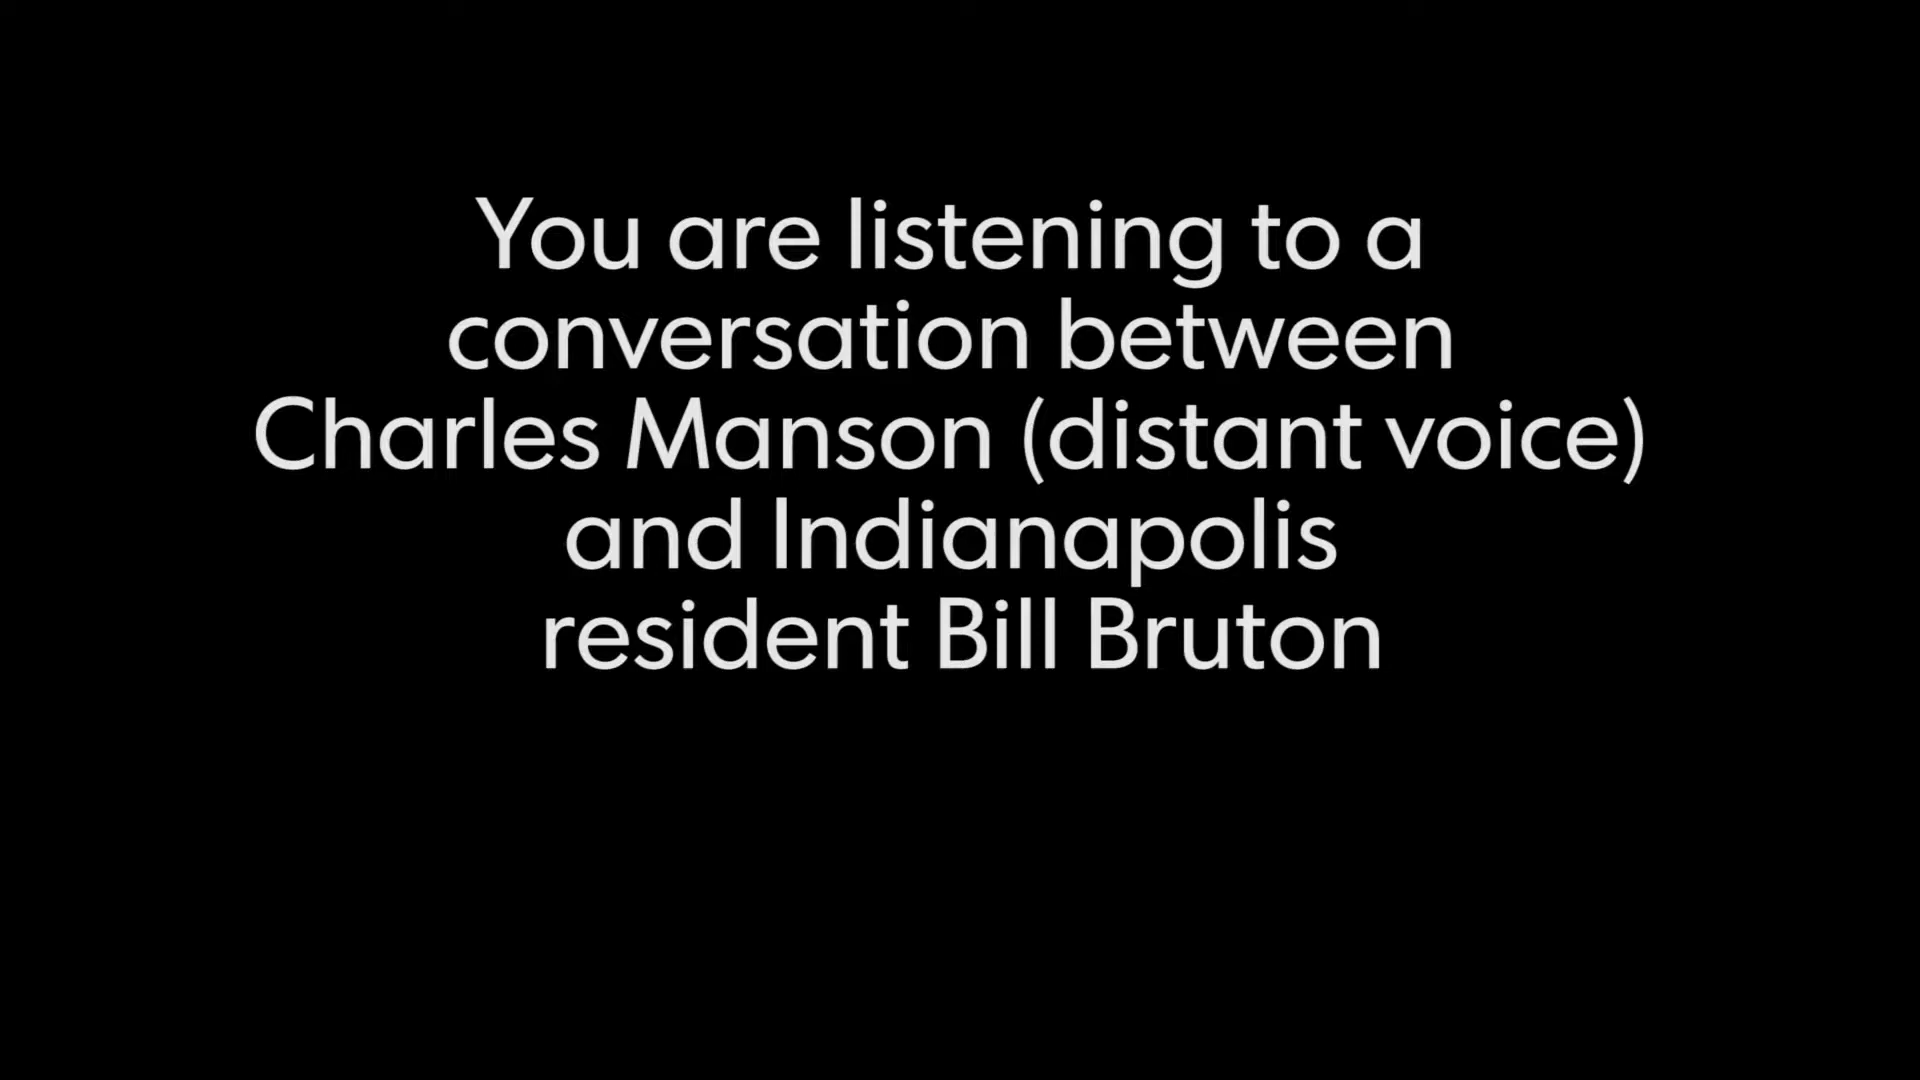 You are listening to a
conversation between
Charles Manson (distant voice)
and Indianapolis
resident Bill Bruton